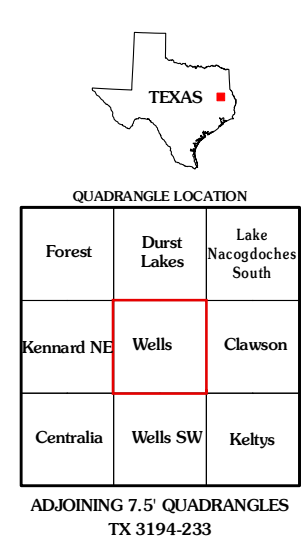 TEXAS
QUADRANGLE LOCATION
Forest
Durst
Lakes
Lake
Nacogdoches
South
Kennard NE
Wells
Clawson
Centralia
Wells SW
Keltys
ADJOINING 7.5' QUADRANGLES
TX 3194-233